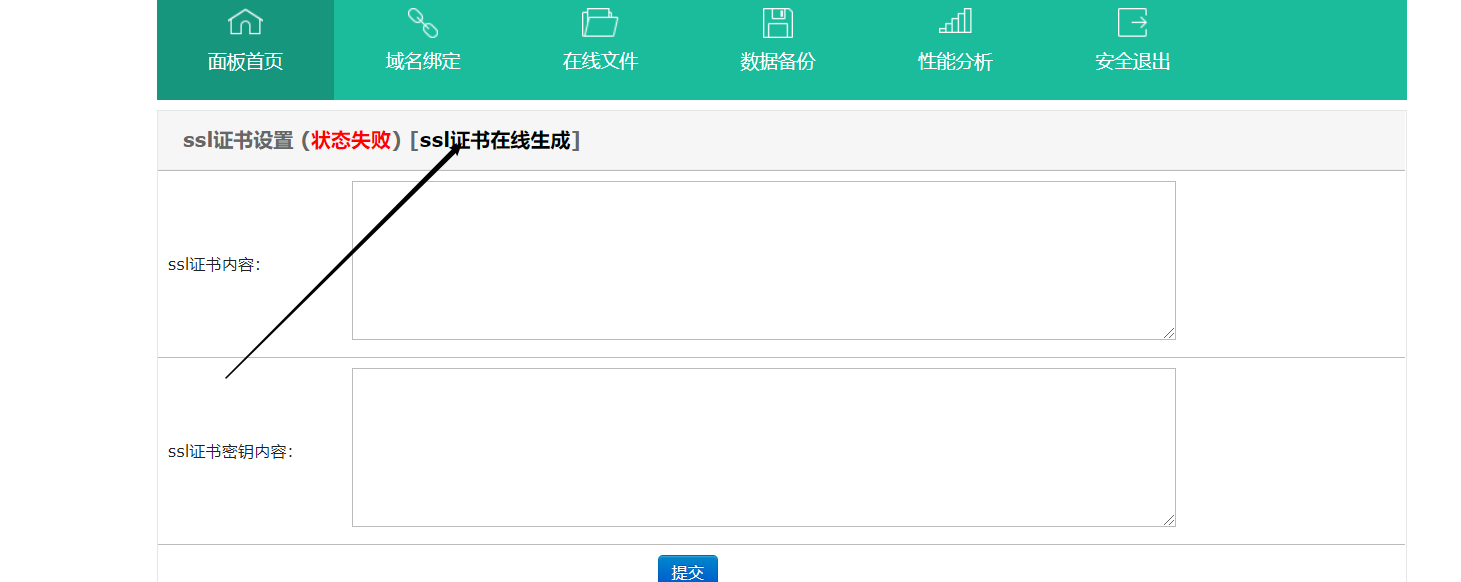 面板首页 域名绑定 在线文件 数据备份 性能分析 安全退出
ssl证书设置 (状态失败) [ssl证书在线生成]
ssl证书内容:
ssl证书密钥内容:
提交